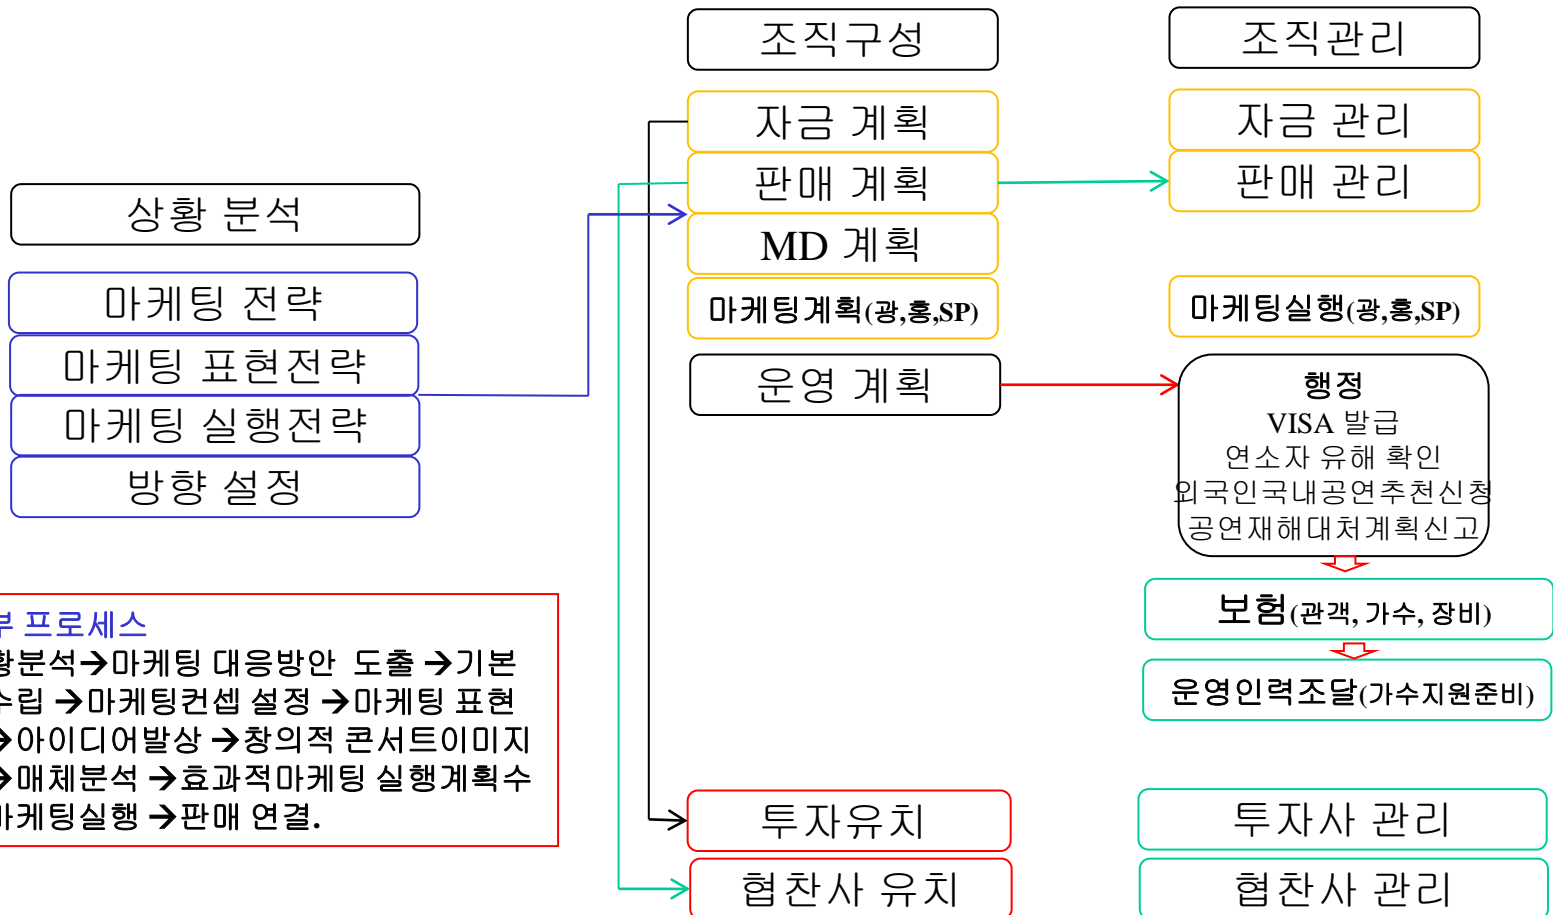 조직구성
자금 계획
판매 계획
MD 계획
마케팅계획(광,홍,SP)
운영 계획
조직관리
자금 관리
판매 관리
마케팅실행(광,홍,SP)
상황 분석
마케팅 전략
마케팅 표현전략
마케팅 실행전략
방향 설정
행정
VISA 발급
연소자 유해 확인
외국인국내공연추천신청
공연재해대처계획신고
보험(관객, 가수, 장비)
운영인력조달(가수지원준비)
프로세스
→마케팅 대응방안 도출 →기본
→마케팅컨셉 설정 →마케팅 표현
→아이디어발상 →창의적 콘서트이미지
→매체분석 →효과적마케팅 실행계획수
마케팅실행 →판매 연결.
투자유치
협찬사 유치
투자사 관리
협찬사 관리